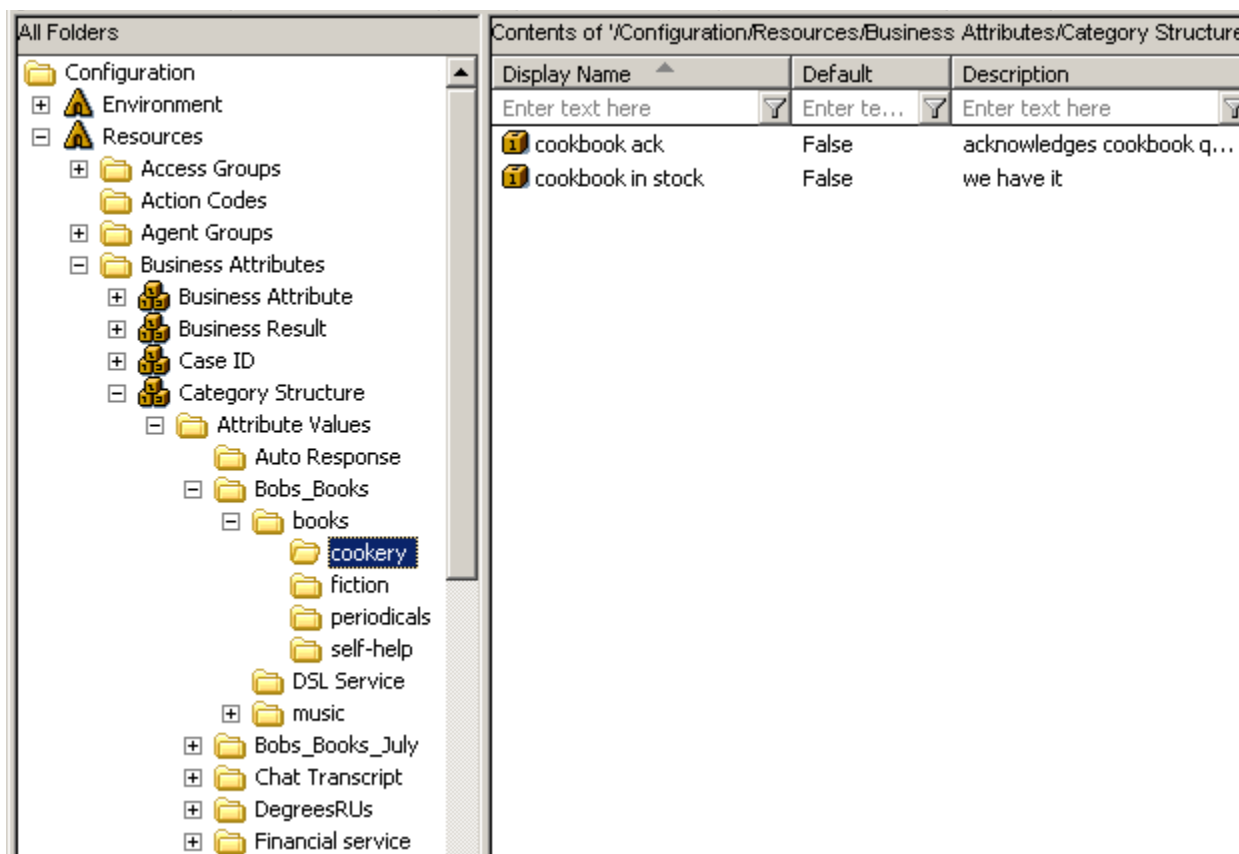 All Folders
Configuration
Environment
Resources
Access Groups
Action Codes
Agent Groups
Business Attributes
Business Attribute
Business Result
Case ID
Category Structure
Attribute Values
Auto Response
Bobs_Books
books
cookery
fiction
periodicals
self-help
DSL Service
music
Bobs_Books_July
Chat Transcript
DegreesRUs
Financial service
Contents of '/Configuration/Resources/Business Attributes/Category Structure
Display Name Default Description
Enter text here Enter te... Enter text here
cookbook ack False acknowledges cookbook q...
cookbook in stock False we have it